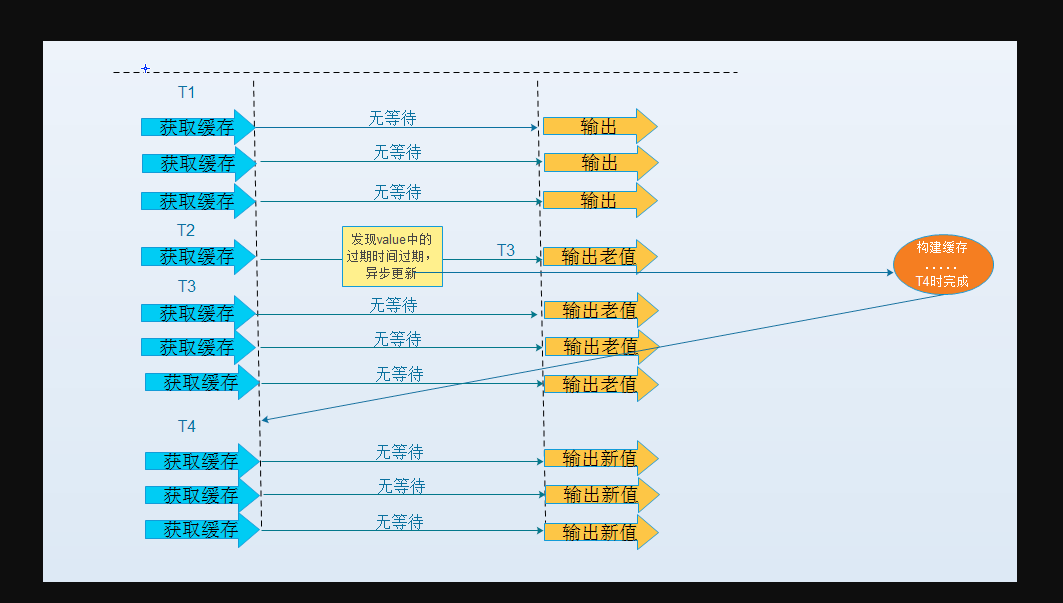 T1
获取缓存
无等待
输出
获取缓存
无等待
输出
获取缓存
无等待
输出
T2
获取缓存
发现value中的
过期时间过期，
异步更新
T3
输出老值
构建缓存
. . . . .
T4时完成
T3
获取缓存
无等待
输出老值
获取缓存
无等待
输出老值
获取缓存
无等待
输出老值
T4
获取缓存
无等待
输出新值
获取缓存
无等待
输出新值
获取缓存
无等待
输出新值